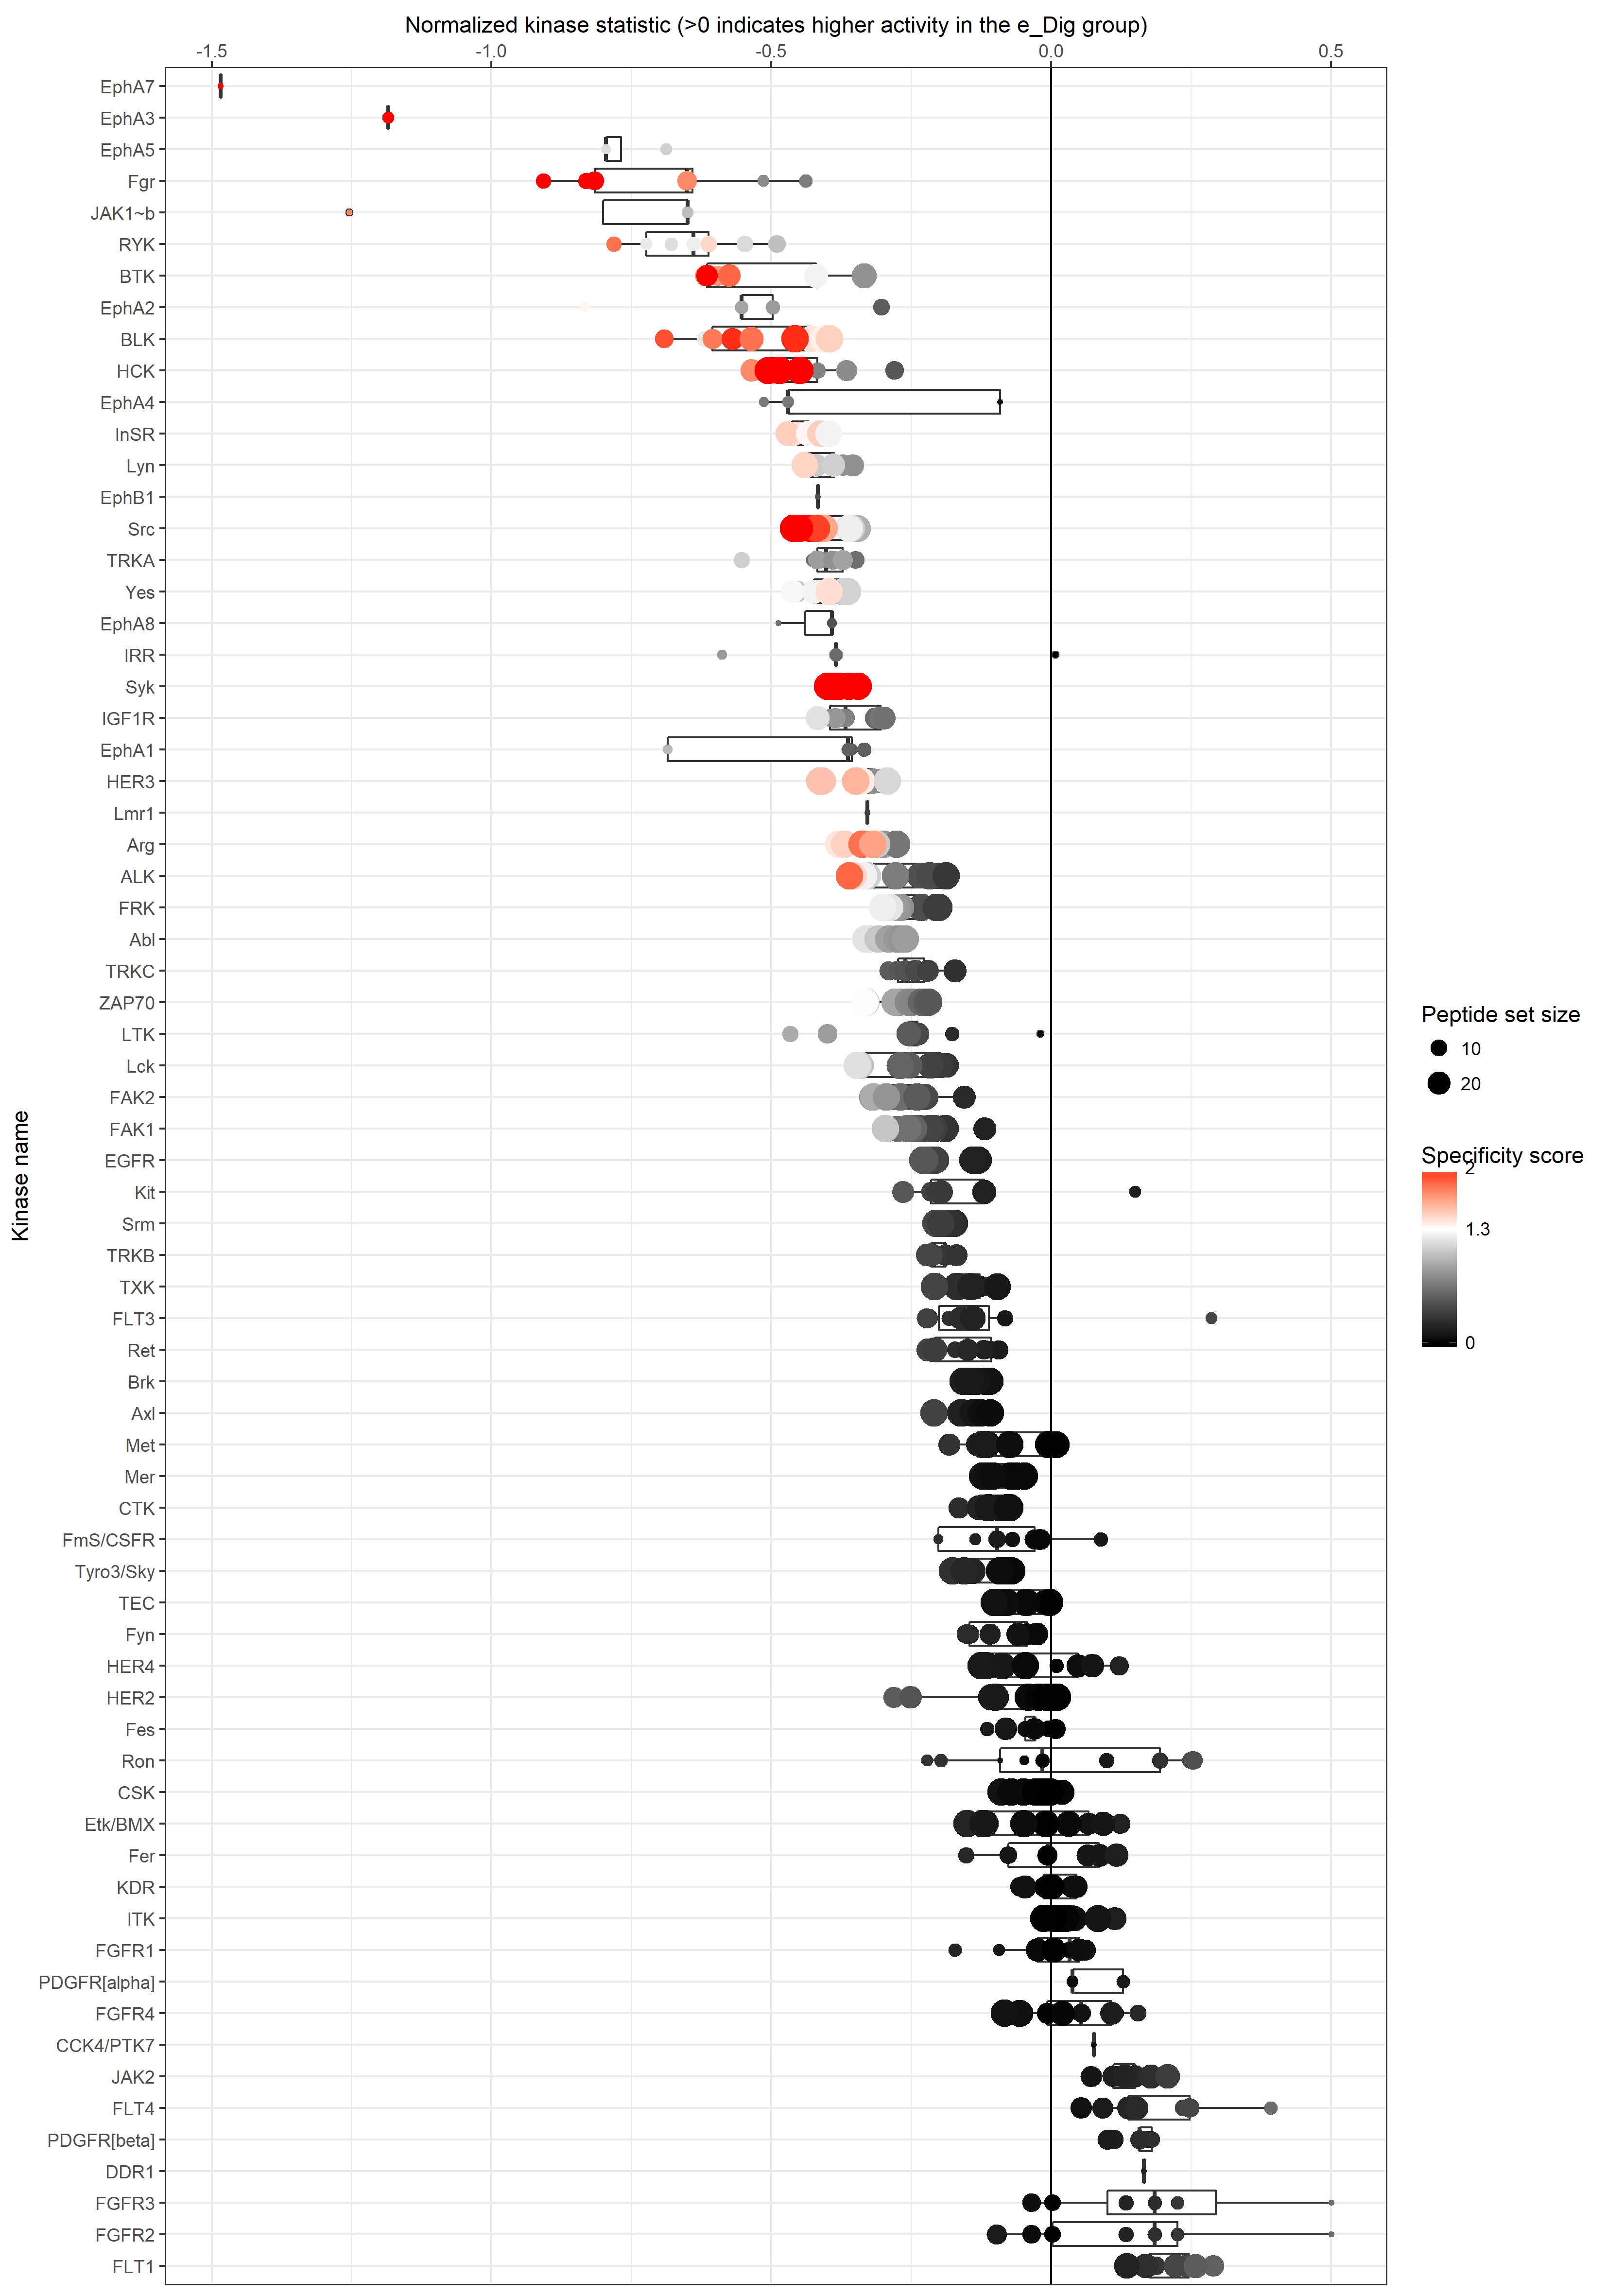 Normalized kinase statistic (>0 indicates higher activity in the e_Dig group)
-1.5 -1.0 -0.5 0.0 0.5
Kinase name
EphA7
EphA3
EphA5
Fgr
JAK1~b
RYK
BTK
EphA2
BLK
HCK
EphA4
InSR
Lyn
EphB1
Src
TRKA
Yes
EphA8
IRR
Syk
IGF1R
EphA1
HER3
Lmr1
Arg
ALK
FRK
Abl
TRKC
ZAP70
LTK
Lck
FAK2
FAK1
EGFR
Kit
Srm
TRKB
TXK
FLT3
Ret
Brk
Axl
Met
Mer
CTK
FmS/CSFR
Tyro3/Sky
TEC
Fyn
HER4
HER2
Fes
Ron
CSK
Etk/BMX
Fer
KDR
ITK
FGFR1
PDGFR[alpha]
FGFR4
CCK4/PTK7
JAK2
FLT4
PDGFR[beta]
DDR1
FGFR3
FGFR2
FLT1
Peptide set size
10
20
Specificity score
2
1.3
0